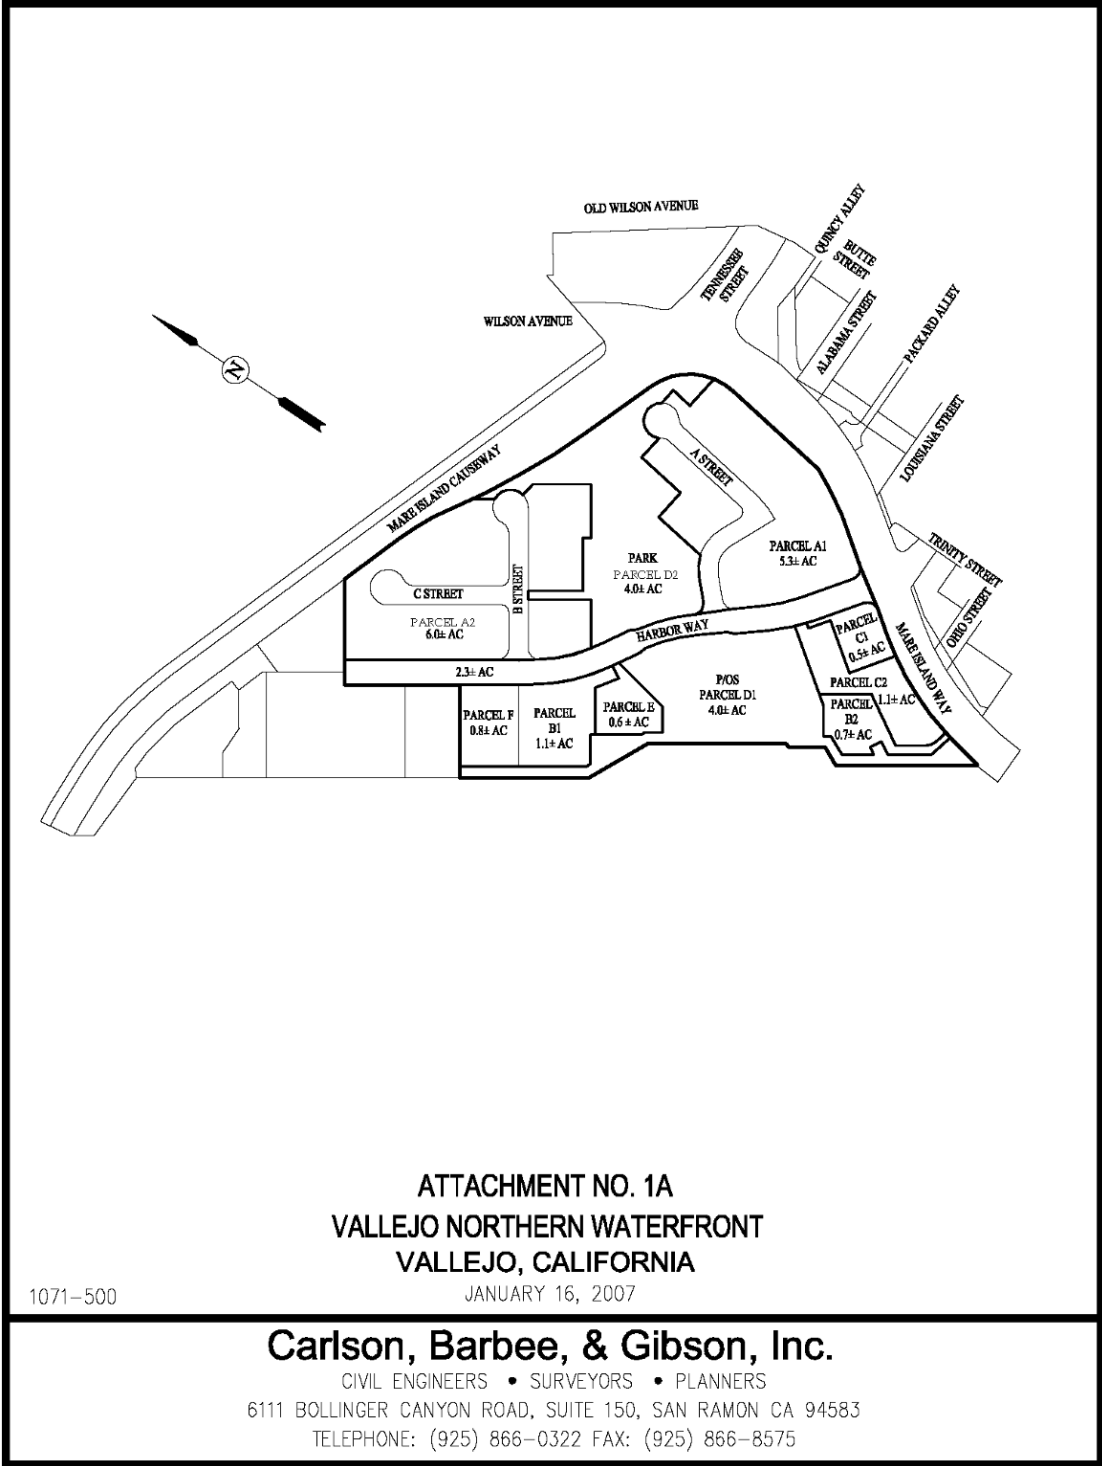 OLD WILSON AVENUE
QUINCY ALLEY
BUTTE
STREET
TENNESSEE
STREET
WILSON AVENUE
ALABAMA STREET
PACKARD ALLEY
LOUISIANA STREET
N
MARE ISLAND CAUSEWAY
A STREET
TRINITY STREET
OHIO STREET
PARCEL A1
5.3± AC
PARK
PARCEL D2
4.0± AC
B STREET
C STREET
PARCEL A2
6.0± AC
HARBOR WAY
MARE ISLAND WAY
PARCEL
C1
0.5± AC
2.3± AC
P/OS
PARCEL D1
4.0± AC
PARCEL C2
1.1± AC
PARCEL F
0.8± AC
PARCEL
B1
1.1± AC
PARCEL E
0.6 ± AC
PARCEL
B2
0.7± AC
ATTACHMENT NO. 1A
VALLEJO NORTHERN WATERFRONT
VALLEJO, CALIFORNIA
JANUARY 16, 2007
1071-500
Carlson, Barbee, & Gibson, Inc.
CIVIL ENGINEERS • SURVEYORS • PLANNERS
6111 BOLLINGER CANYON ROAD, SUITE 150, SAN RAMON CA 94583
TELEPHONE: (925) 866-0322 FAX: (925) 866-8575